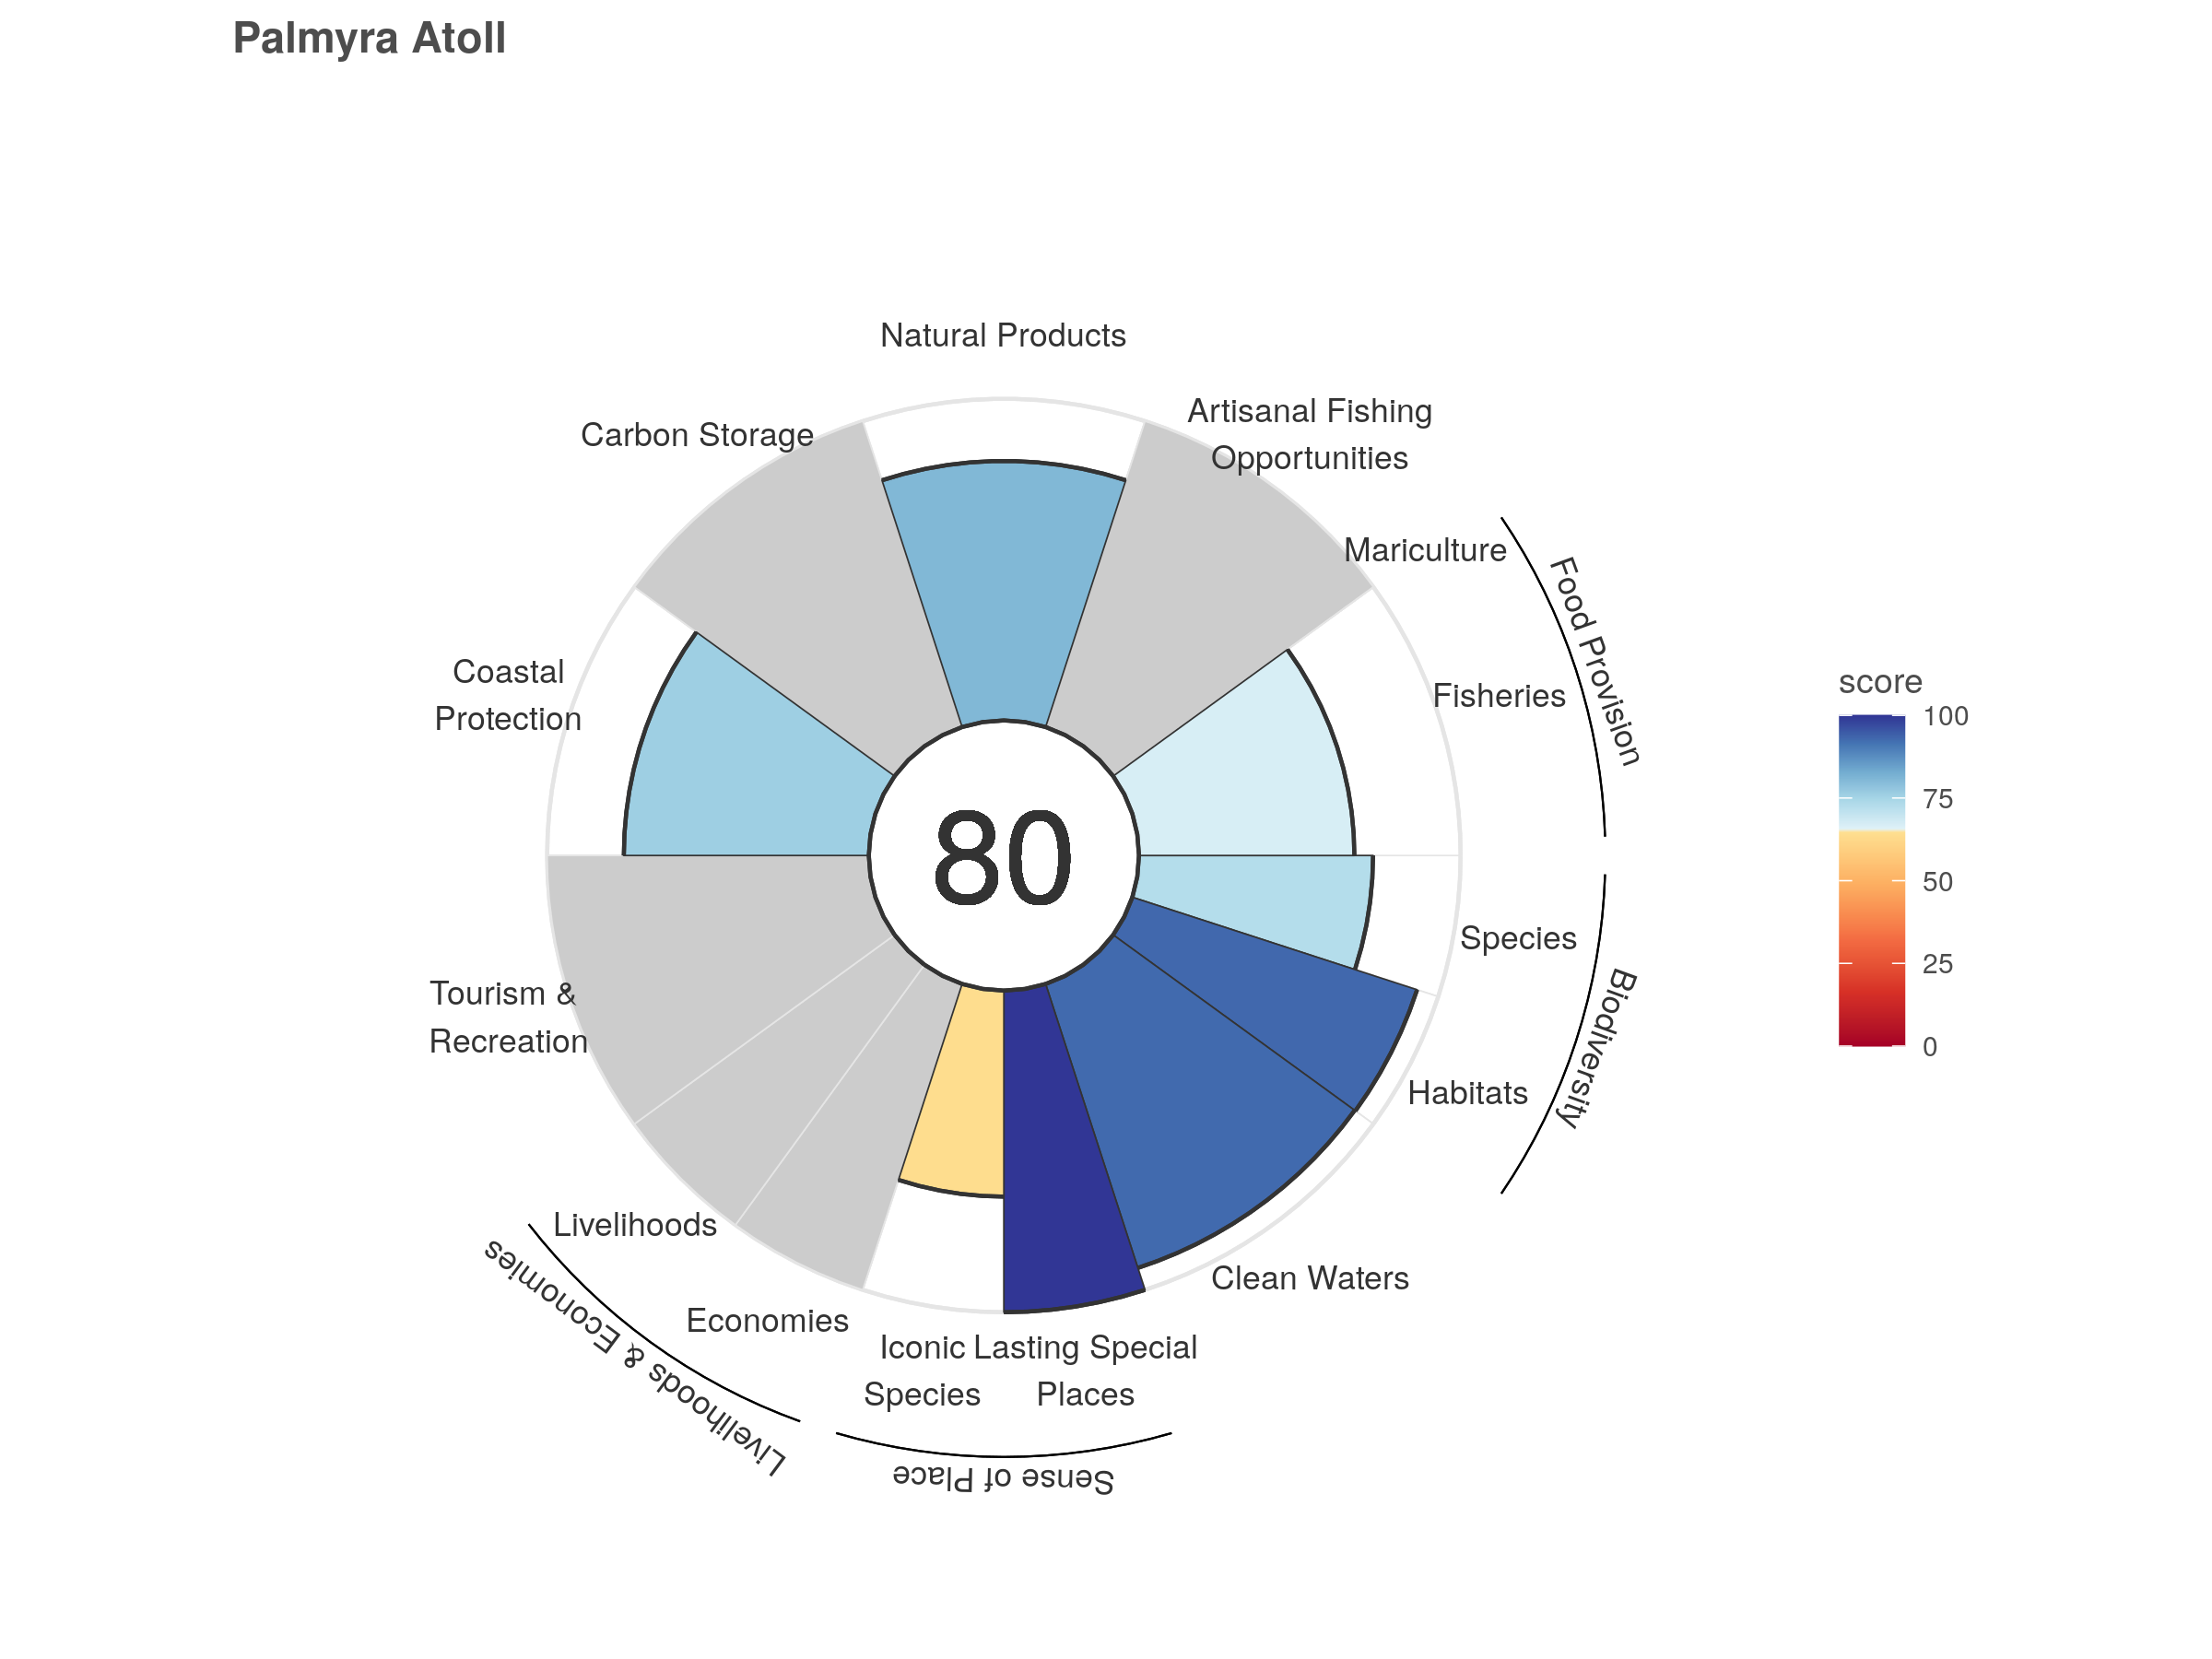 Palmyra Atoll
Natural Products
Artisanal Fishing
Opportunities
Carbon Storage
Mariculture
Food Provision
Fisheries
Coastal
Protection
score
100
75
50
25
0
80
Species
Biodiversity
Habitats
Tourism &
Recreation
Livelihoods
Livelihoods & Economies
Economies
Clean Waters
Iconic
Species
Lasting Special
Places
Sense of Place